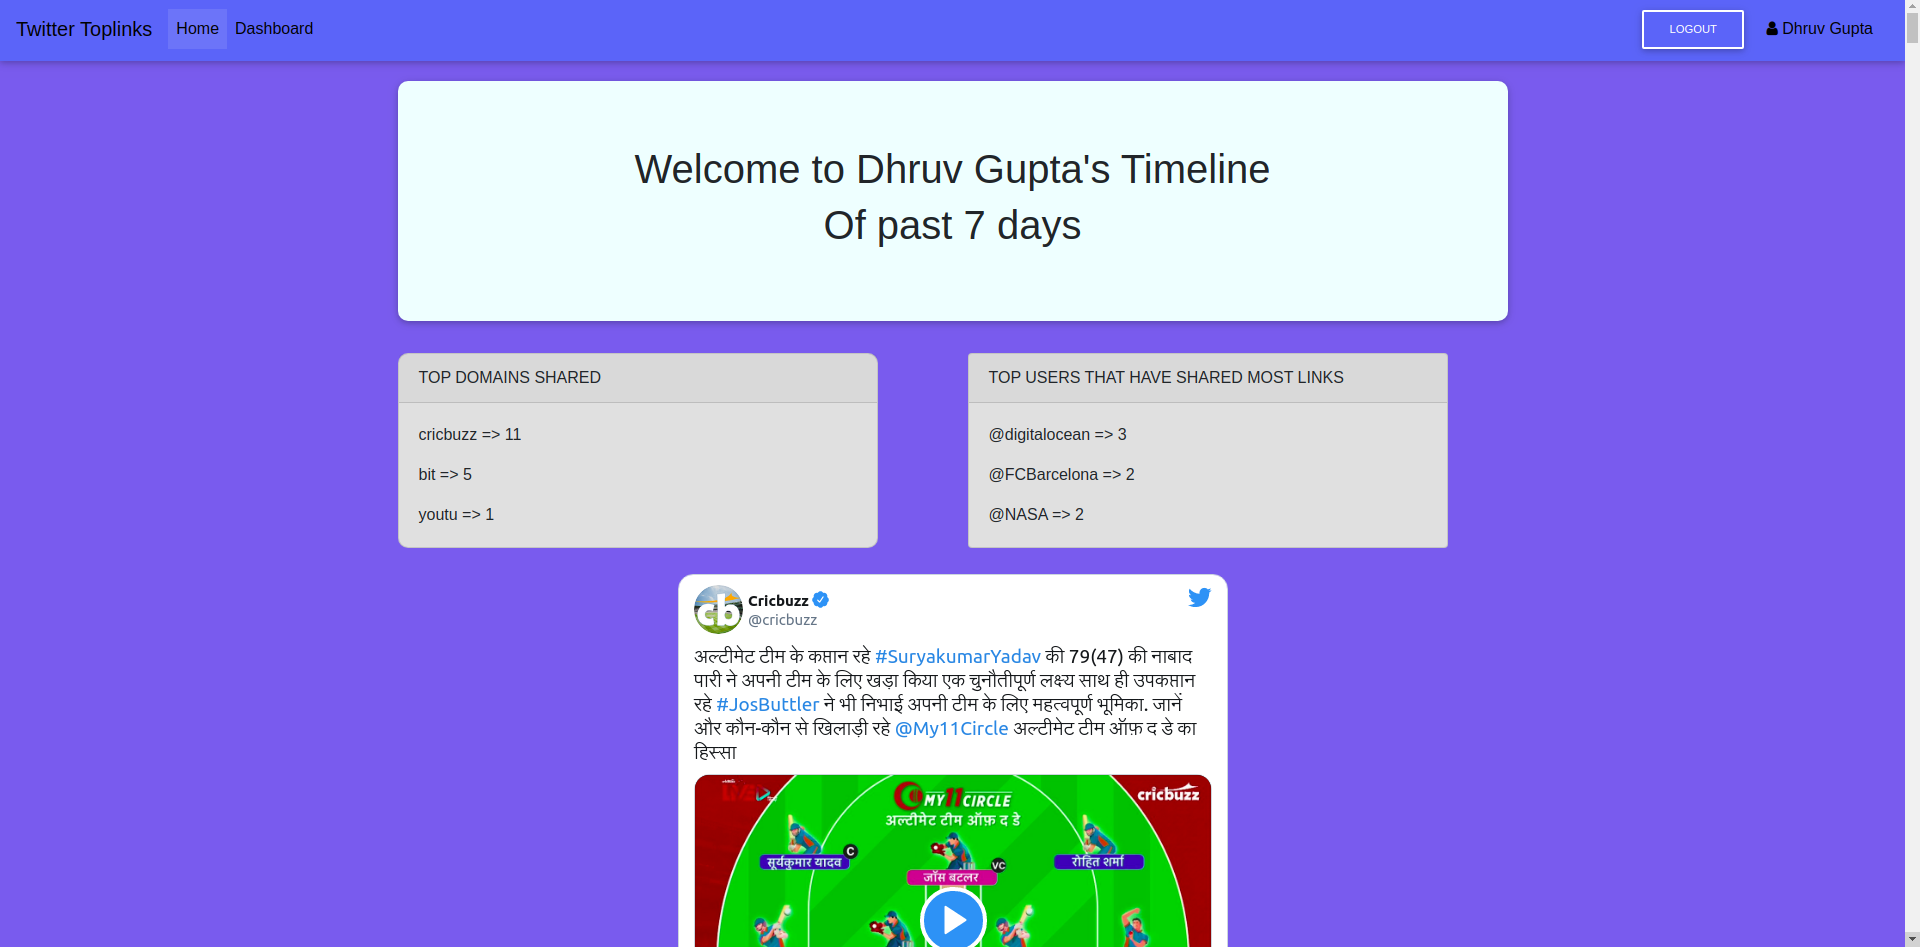 Twitter Toplinks Home Dashboard LOGOUT Dhruv Gupta
Welcome to Dhruv Gupta's Timeline
Of past 7 days
TOP DOMAINS SHARED
cricbuzz => 11
bit => 5
youtu => 1
TOP USERS THAT HAVE SHARED MOST LINKS
@digitalocean => 3
@FCBarcelona => 2
@NASA => 2
cb
Cricbuzz
@cricbuzz
अल्टीमेट टीम के कप्तान रहे #SuryakumarYadav की 79(47) की नाबाद
पारी ने अपनी टीम के लिए खड़ा किया एक चुनौतीपूर्ण लक्ष्य साथ ही उपकप्तान
रहे #JosButtler ने भी निभाई अपनी टीम के लिए महत्वपूर्ण भूमिका. जानें
और कौन-कौन से खिलाड़ी रहे @My11Circle अल्टीमेट टीम ऑफ़ द डे का
हिस्सा
MY11CIRCLE
cricbuzz
अल्टीमेट टीम ऑफ़ द डे
C
सूर्यकुमार यादव
VC
जॉस बटलर
रोहित शर्मा